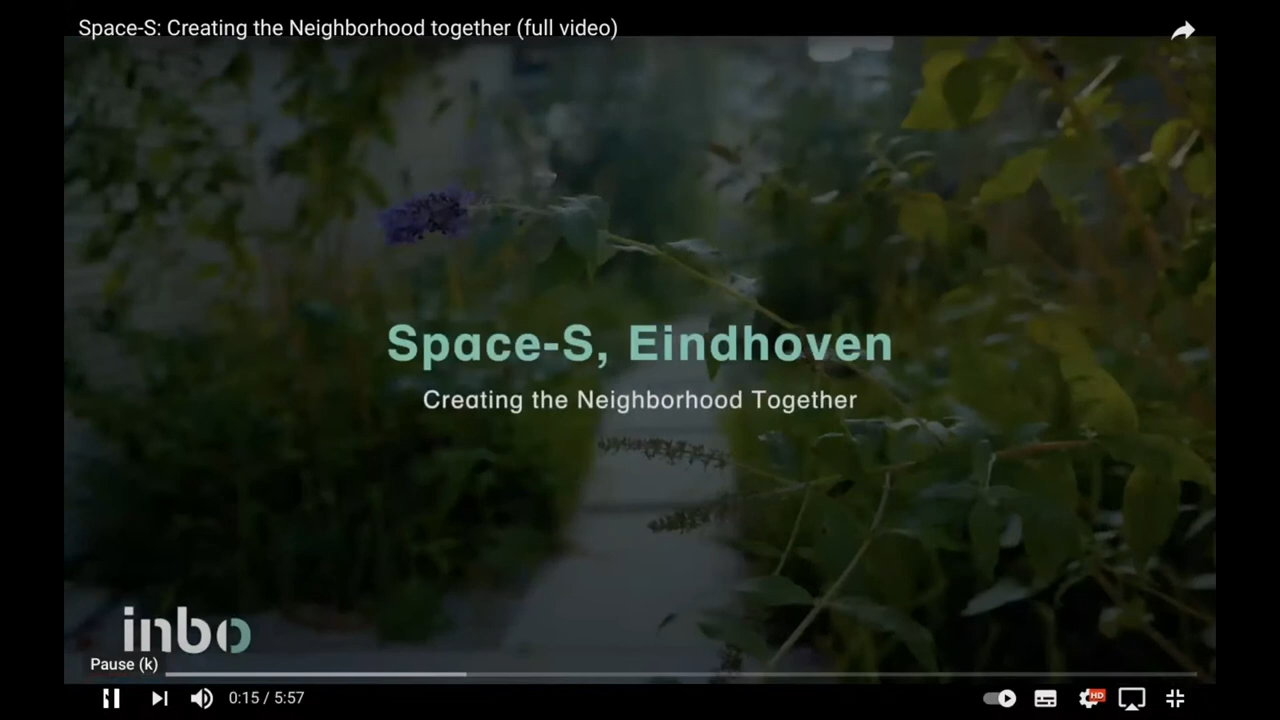 Space-S: Creating the Neighborhood together (full video)
Space-S, Eindhoven
Creating the Neighborhood Together
inbo
Pause (k)
0:15 / 5:57
HD